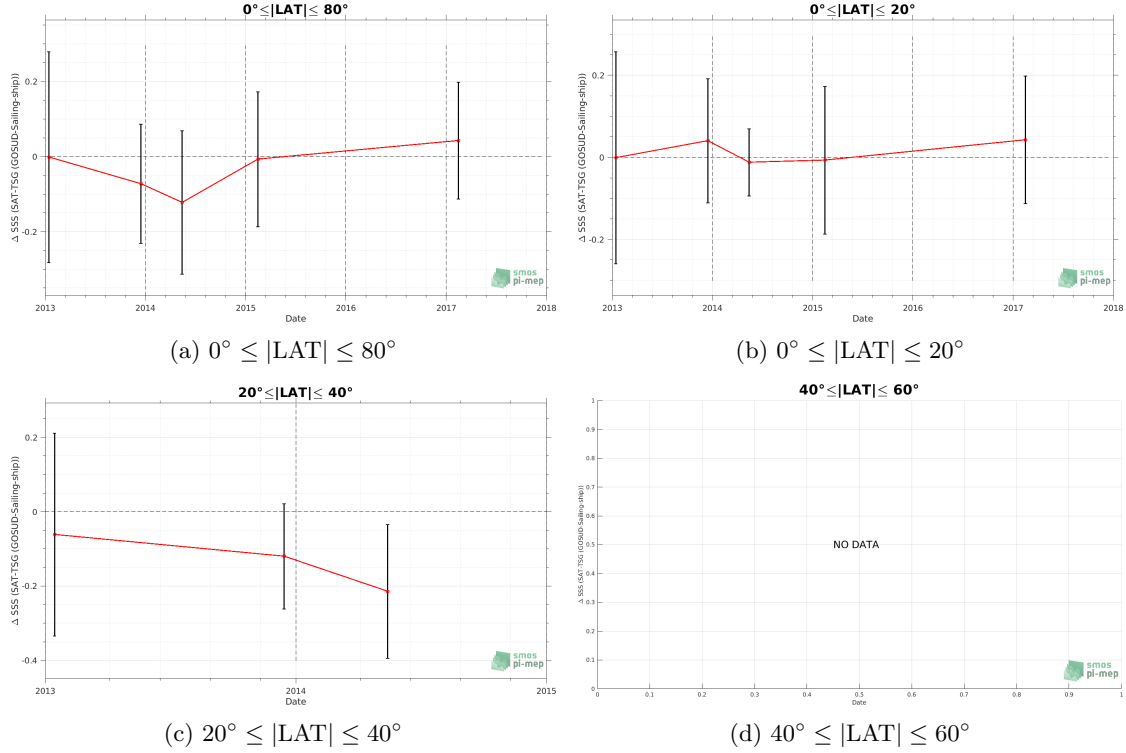 0°≤|LAT|≤ 80°
Δ SSS (SAT-TSG (GOSUD-Sailing-ship))
0.2
0
-0.2
2013 2014 2015 2016 2017 2018
Date
smos
pi-mep
(a) 0° ≤ |LAT| ≤ 80°
0°≤|LAT|≤ 20°
Δ SSS (SAT-TSG (GOSUD-Sailing-ship))
0.2
0
-0.2
2013 2014 2015 2016 2017 2018
Date
smos
pi-mep
(b) 0° ≤ |LAT| ≤ 20°
20°≤|LAT|≤ 40°
Δ SSS (SAT-TSG (GOSUD-Sailing-ship))
0.2
0
-0.2
-0.4
2013 2014 2015
Date
smos
pi-mep
(c) 20° ≤ |LAT| ≤ 40°
40°≤|LAT|≤ 60°
Δ SSS (SAT-TSG (GOSUD-Sailing-ship))
1
0.9
0.8
0.7
0.6
0.5
0.4
0.3
0.2
0.1
0
NO DATA
0 0.1 0.2 0.3 0.4 0.5 0.6 0.7 0.8 0.9 1
Date
smos
pi-mep
(d) 40° ≤ |LAT| ≤ 60°